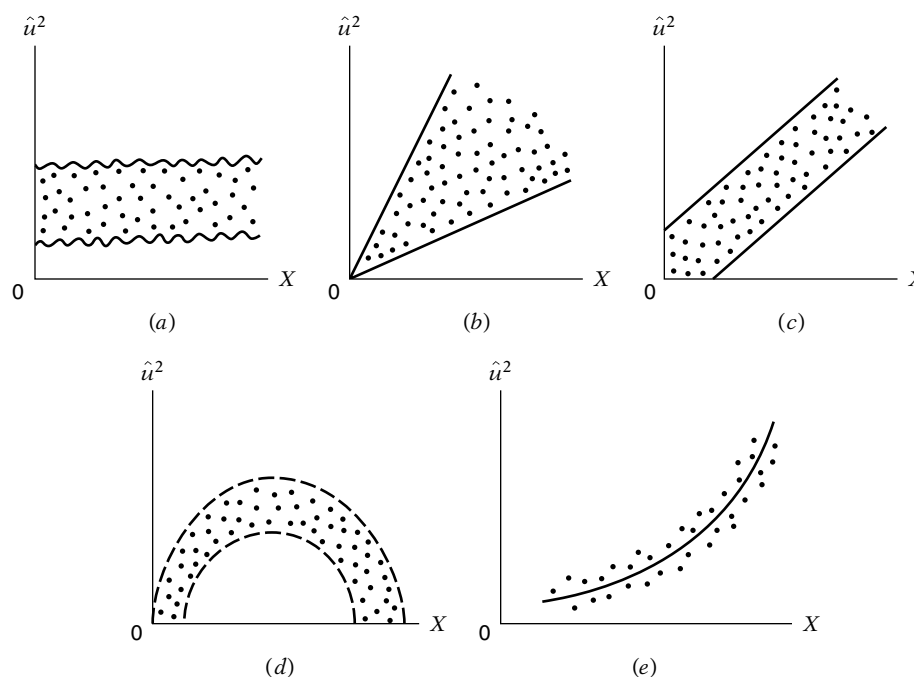 û² û² û²
0 X 0 X 0 X
(a) (b) (c)
û² û²
0 X 0 X
(d) (e)